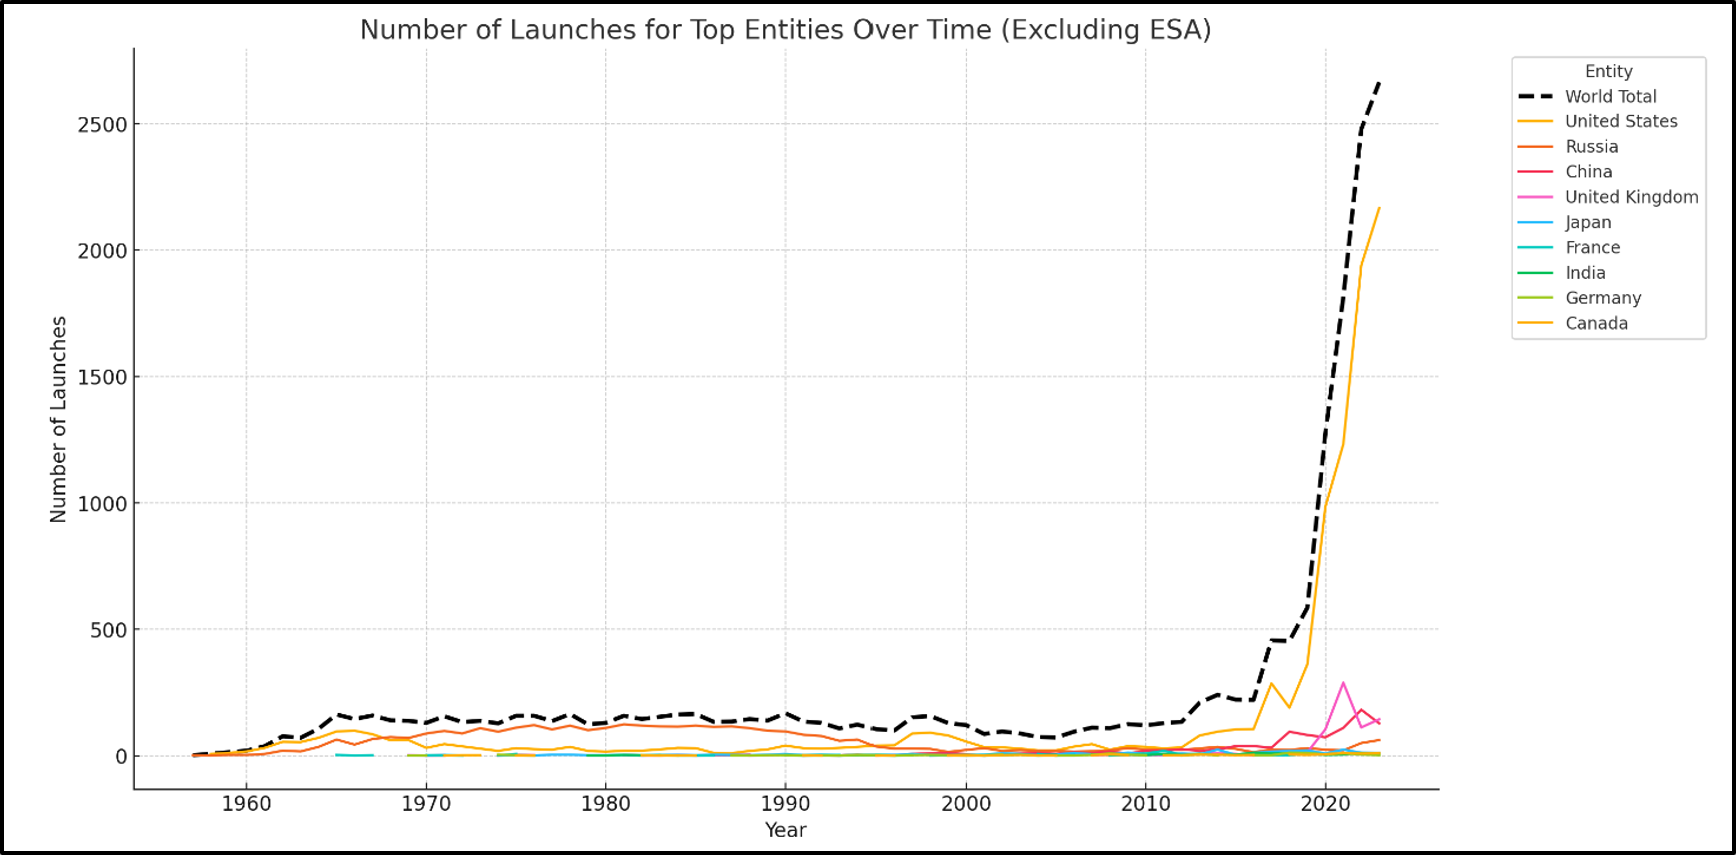 Number of Launches for Top Entities Over Time (Excluding ESA)
Entity
World Total
United States
Russia
China
United Kingdom
Japan
France
India
Germany
Canada
Number of Launches
2500
2000
1500
1000
500
0
1960 1970 1980 1990 2000 2010 2020
Year